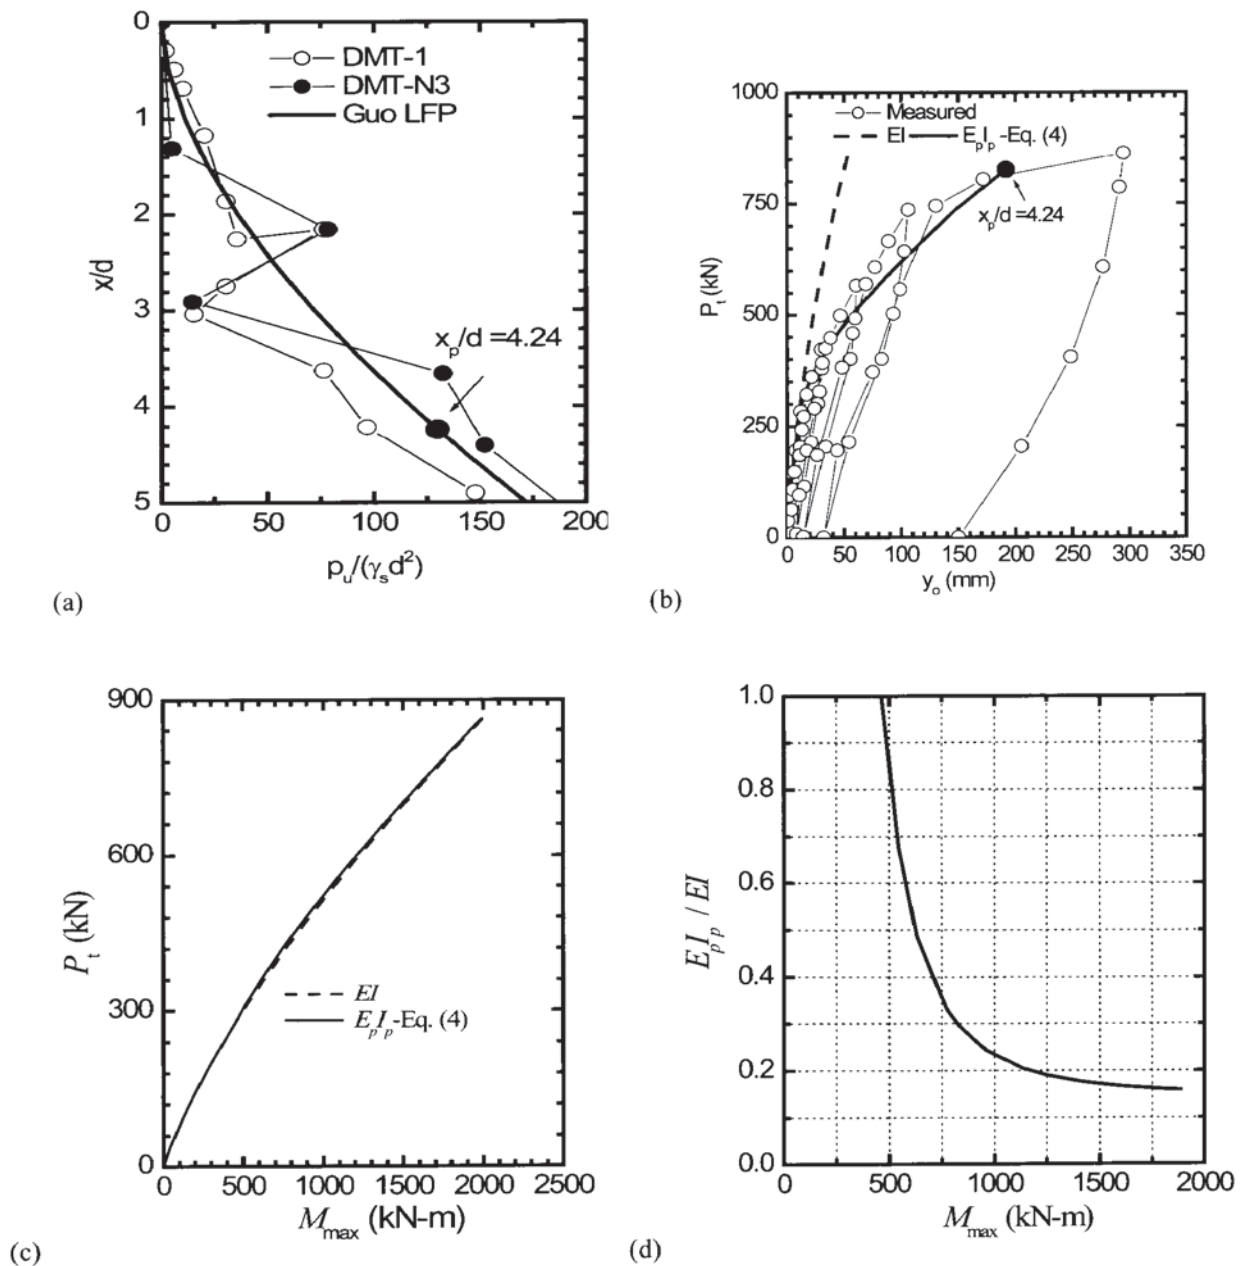 0
1
2
3
4
5
x/d
DMT-1
DMT-N3
Guo LFP
x_p/d =4.24
0 50 100 150 200
p_u/(γ_s d²)
(a)
1000
750
500
250
0
P_t (kN)
Measured
EI E_pI_p-Eq. (4)
x_p/d=4.24
0 50 100 150 200 250 300 350
y_o (mm)
(b)
900
600
300
0
P_t (kN)
EI
E_pI_p-Eq. (4)
0 500 1000 1500 2000 2500
M_max (kN-m)
(c)
1.0
0.8
0.6
0.4
0.2
0.0
E_pI_p / EI
0 500 1000 1500 2000
M_max (kN-m)
(d)